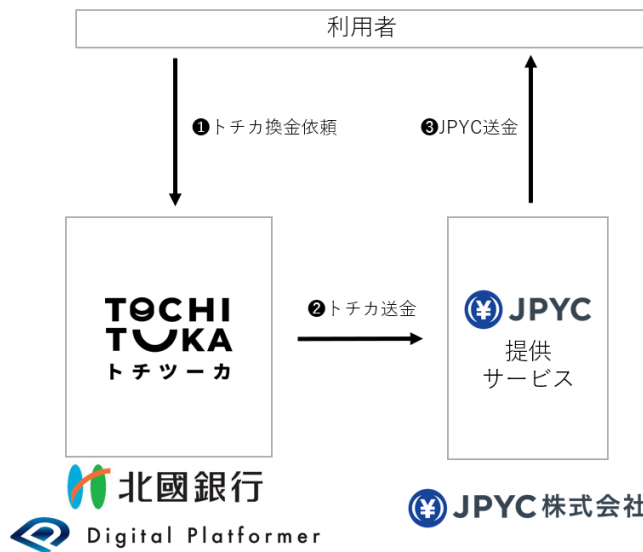 利用者
❶トチカ換金依頼
❸JPYC送金
TOCHI
TUKA
トチツーカ
❷トチカ送金
JPYC
提供
サービス
北國銀行
Digital Platformer
JPYC株式会社